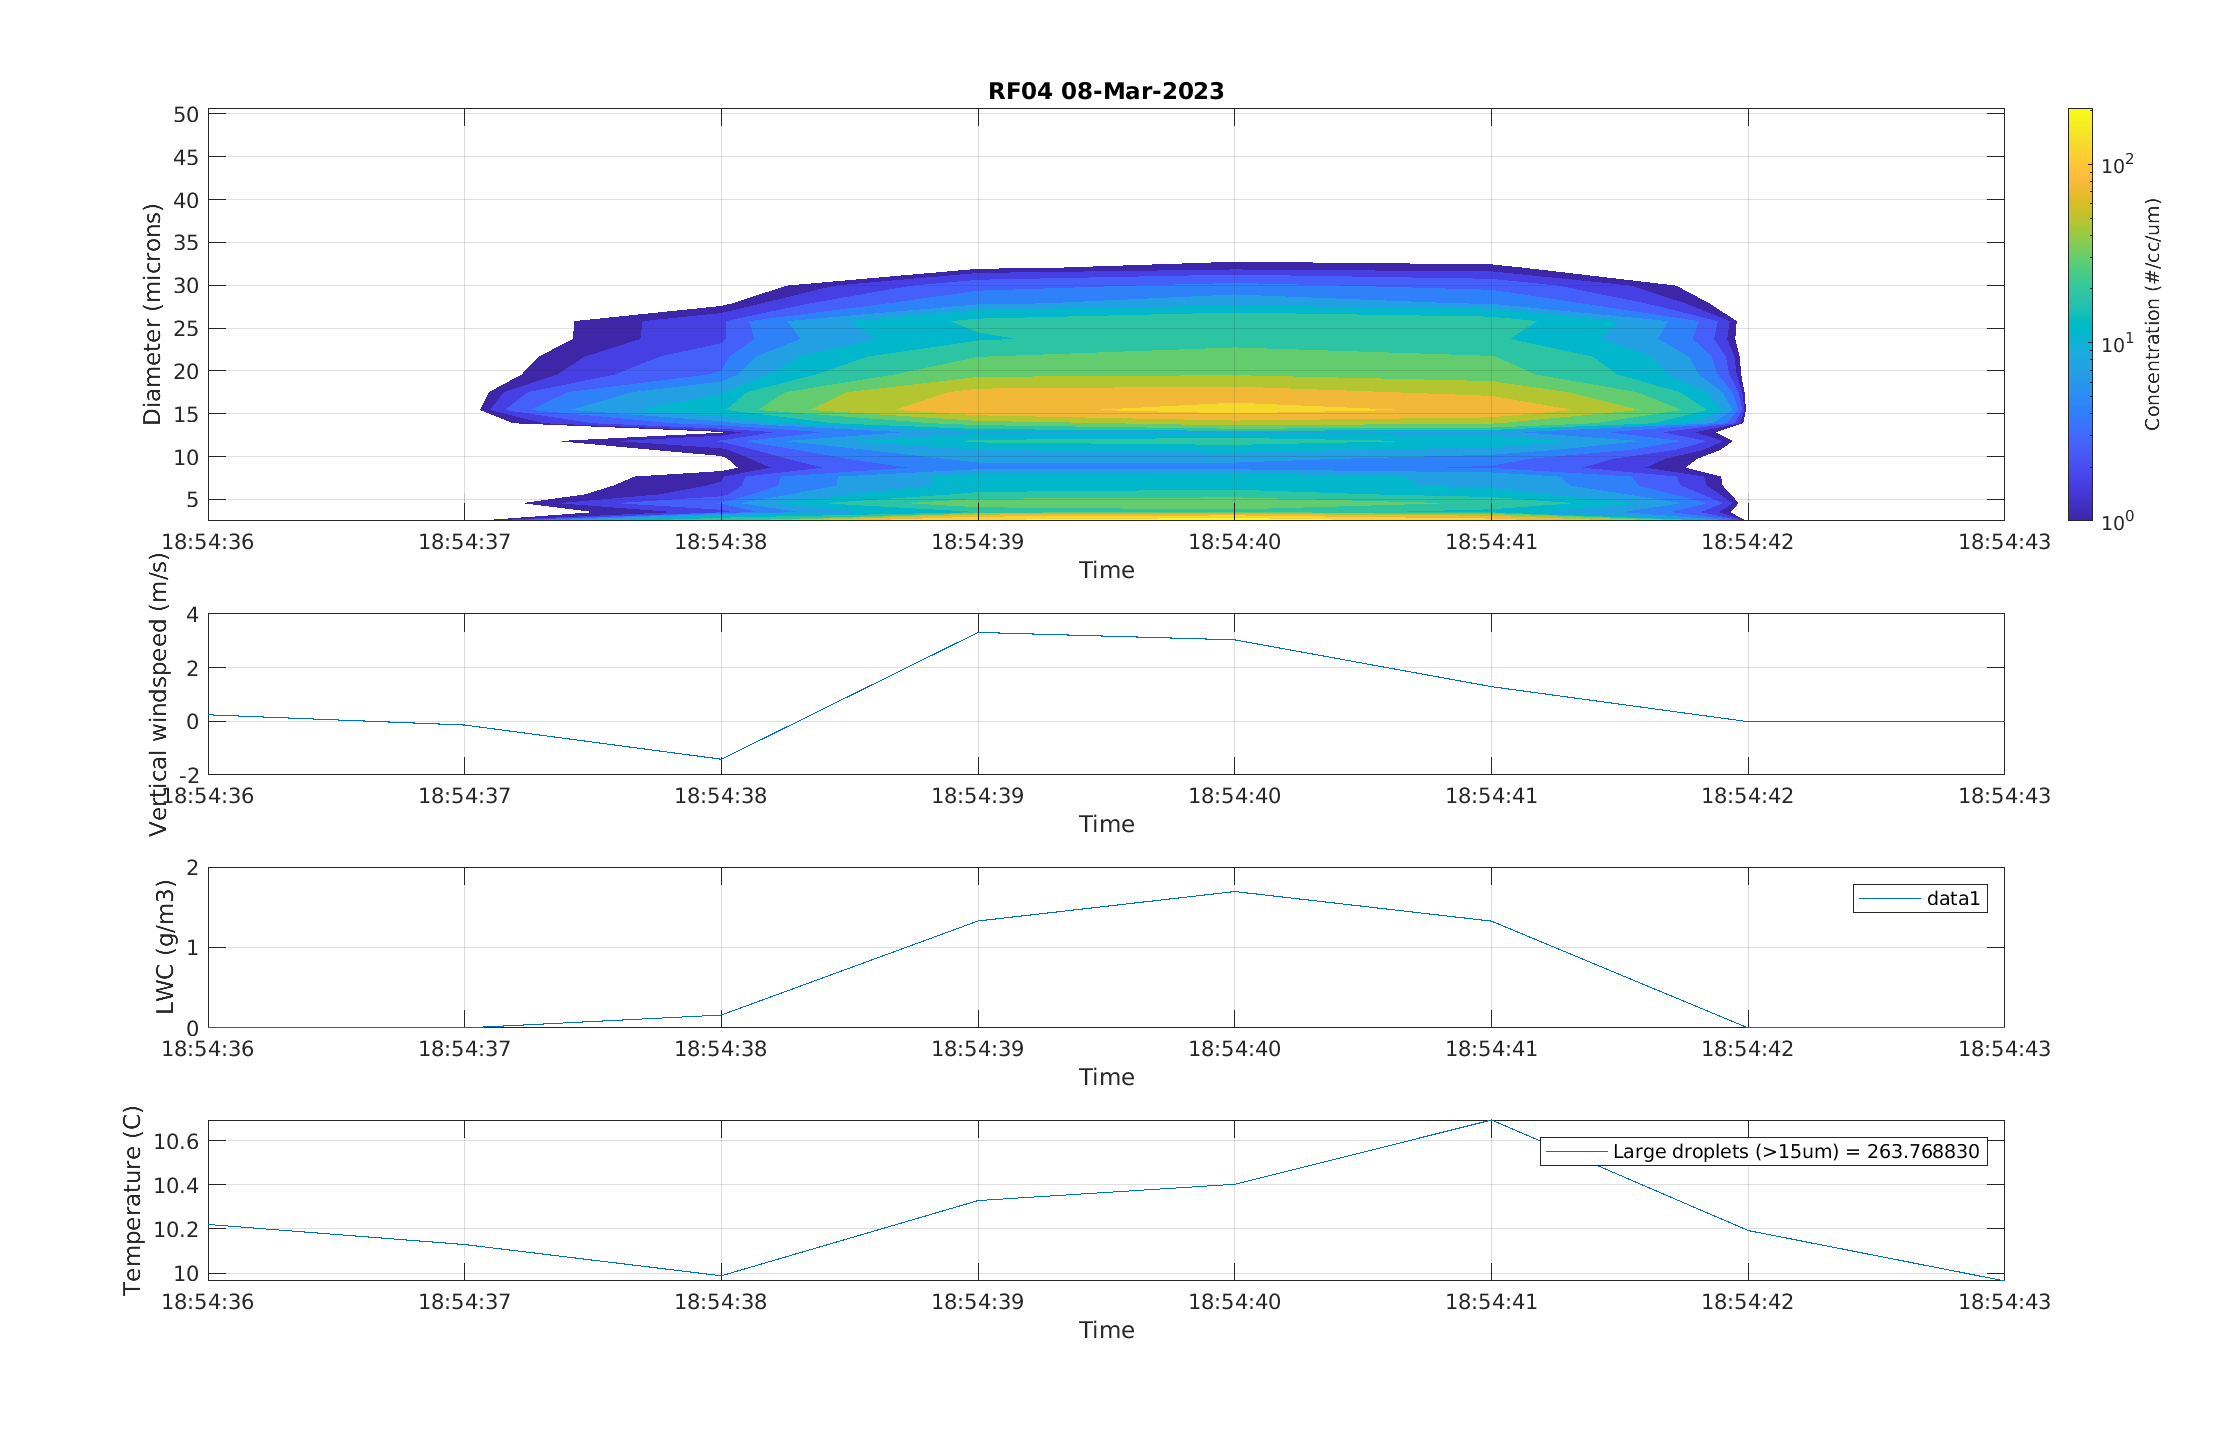 RF04 08-Mar-2023
50
45
40
35
30
25
20
15
10
5
Diameter (microns)
18:54:36 18:54:37 18:54:38 18:54:39 18:54:40 18:54:41 18:54:42 18:54:43
Time
10^2
10^1
10^0
Concentration (#/cc/um)
4
2
0
-2
Vertical windspeed (m/s)
18:54:36 18:54:37 18:54:38 18:54:39 18:54:40 18:54:41 18:54:42 18:54:43
Time
2
1
0
LWC (g/m3)
data1
18:54:36 18:54:37 18:54:38 18:54:39 18:54:40 18:54:41 18:54:42 18:54:43
Time
10.6
10.4
10.2
10
Temperature (C)
Large droplets (>15um) = 263.768830
18:54:36 18:54:37 18:54:38 18:54:39 18:54:40 18:54:41 18:54:42 18:54:43
Time